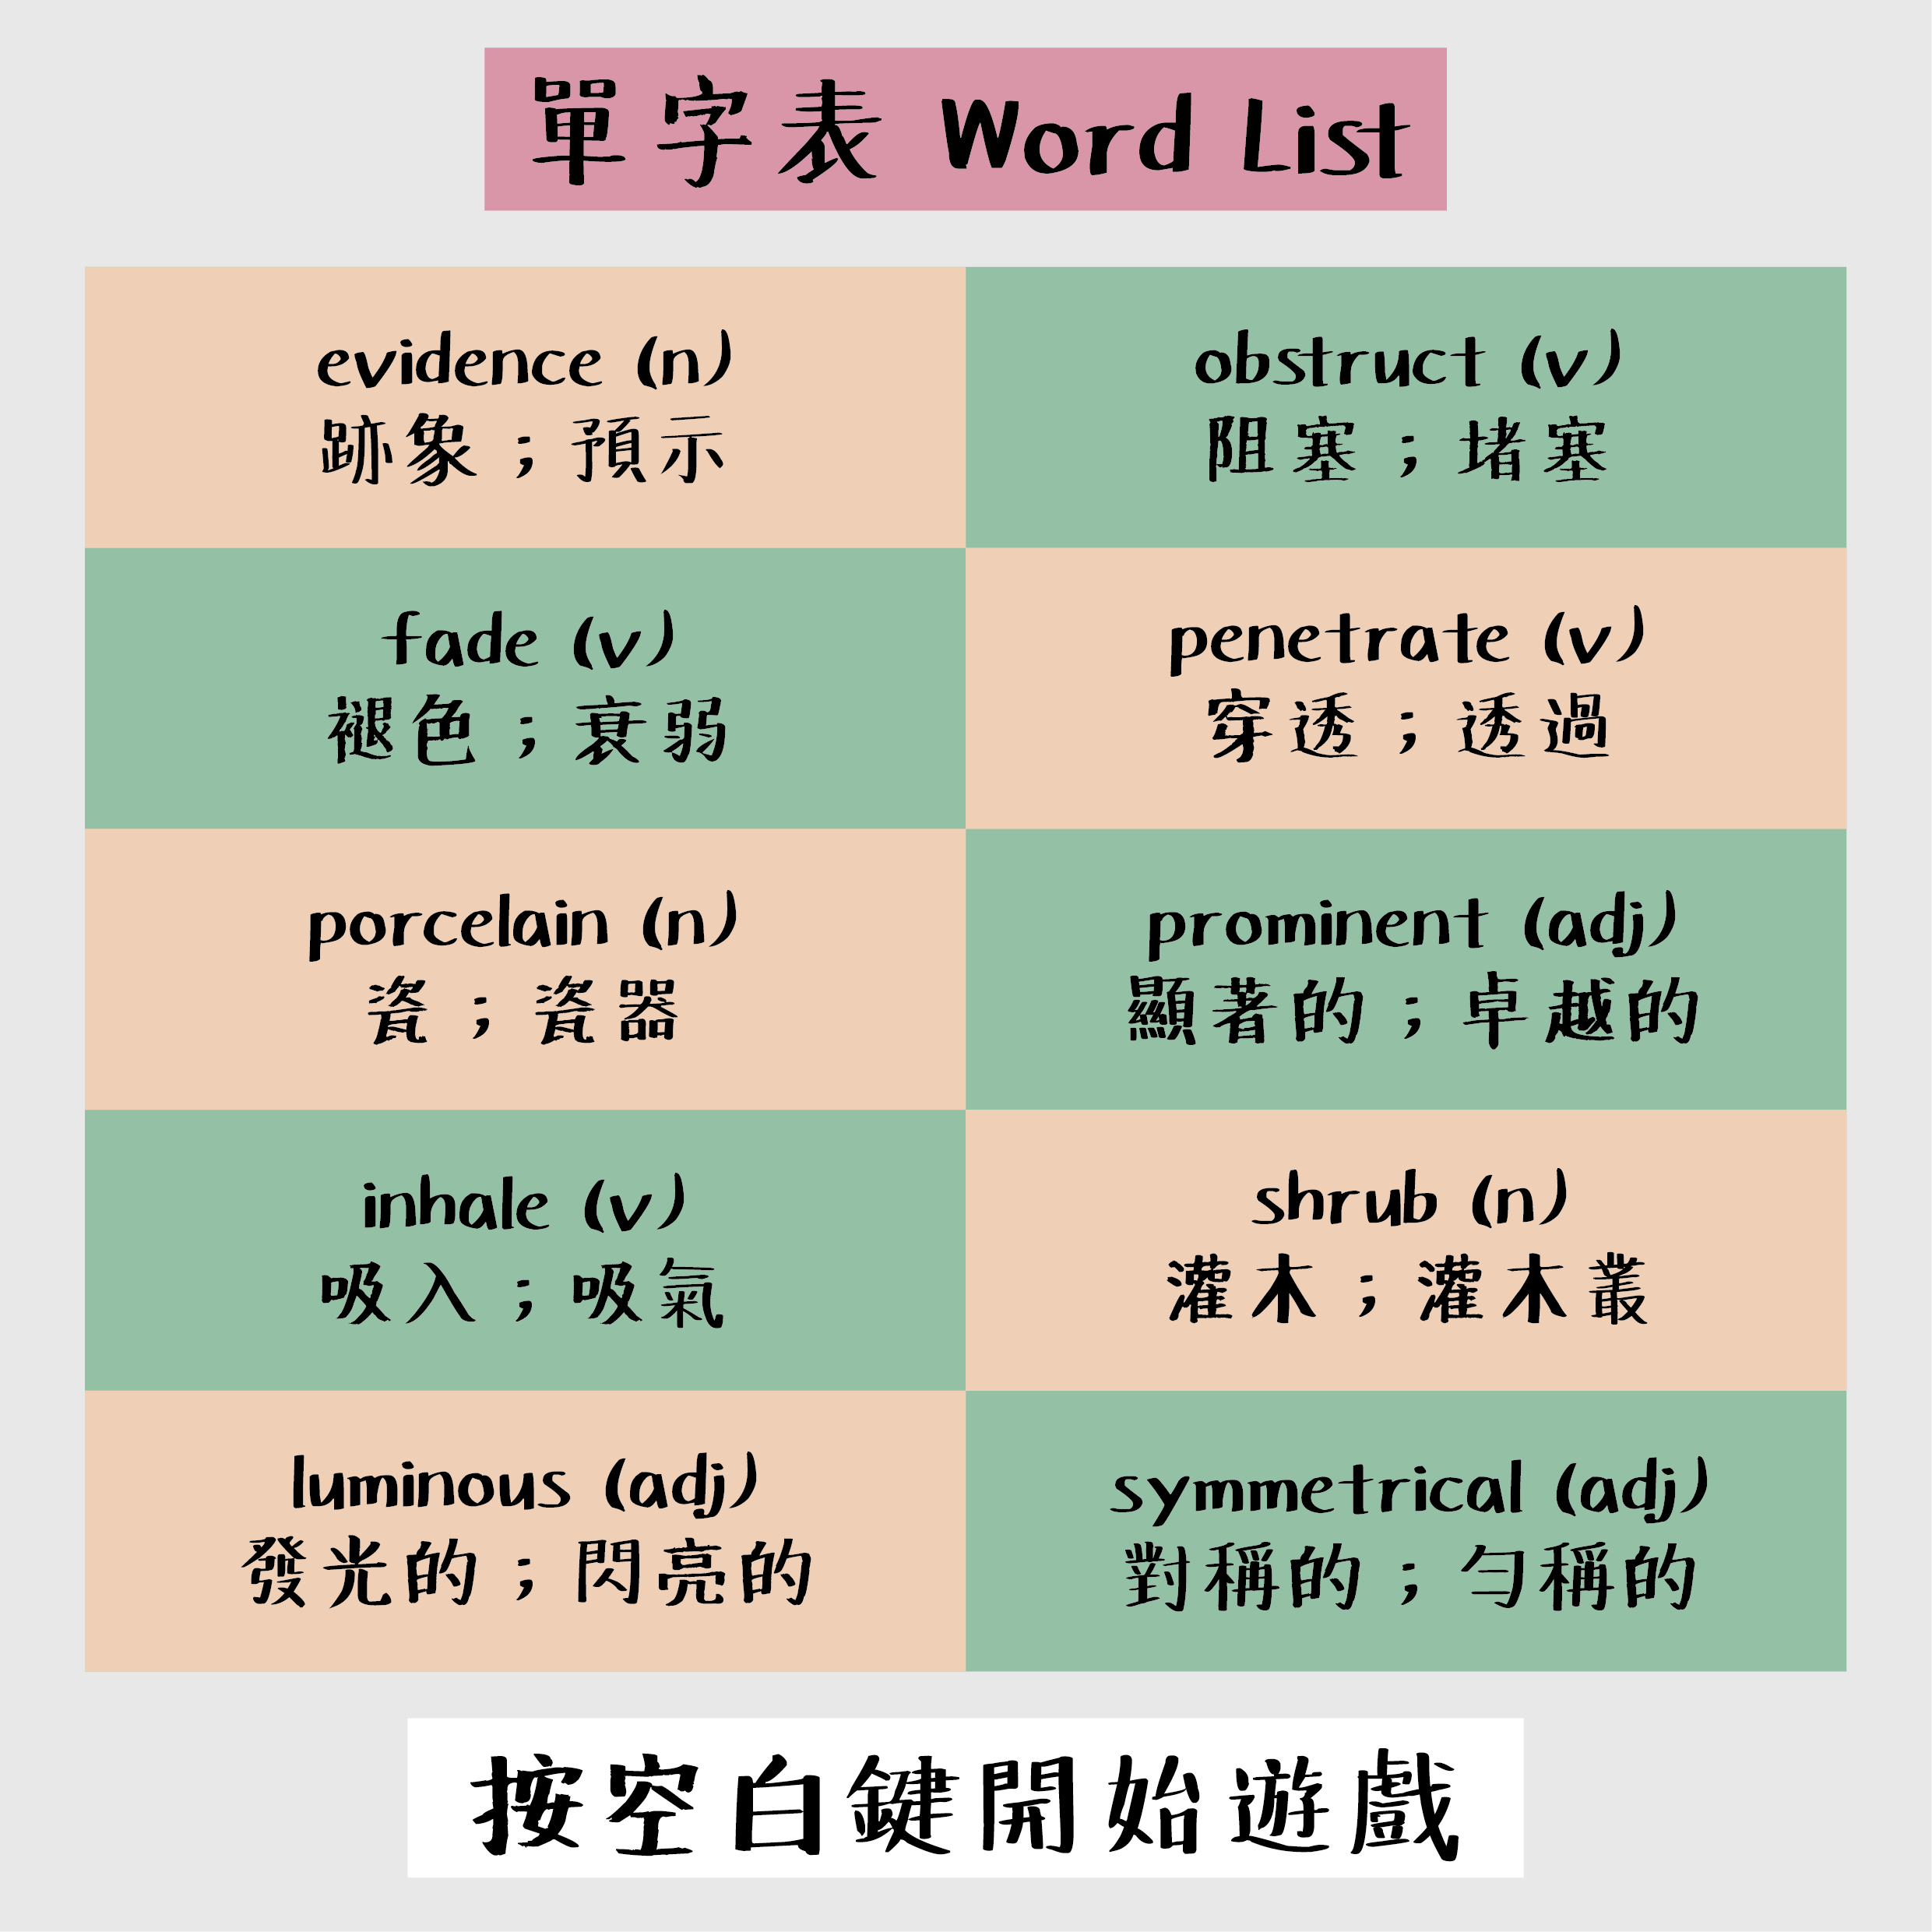 單字表 Word List
evidence (n)
跡象；預示
obstruct (v)
阻塞；堵塞
fade (v)
褪色；衰弱
penetrate (v)
穿透；透過
porcelain (n)
瓷；瓷器
prominent (adj)
顯著的；卓越的
inhale (v)
吸入；吸氣
shrub (n)
灌木；灌木叢
luminous (adj)
發光的；閃亮的
symmetrical (adj)
對稱的；勻稱的
按空白鍵開始遊戲